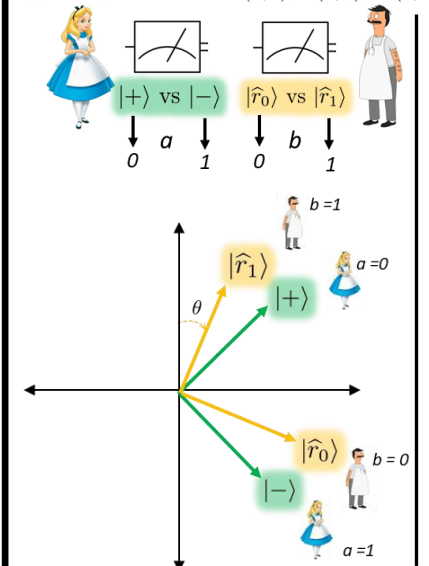 |+⟩ vs |−⟩ |r̂₀⟩ vs |r̂₁⟩
a b
0 1 0 1
b =1
|r̂₁⟩
a =0
θ
|+⟩
|r̂₀⟩
b = 0
|−⟩
a =1